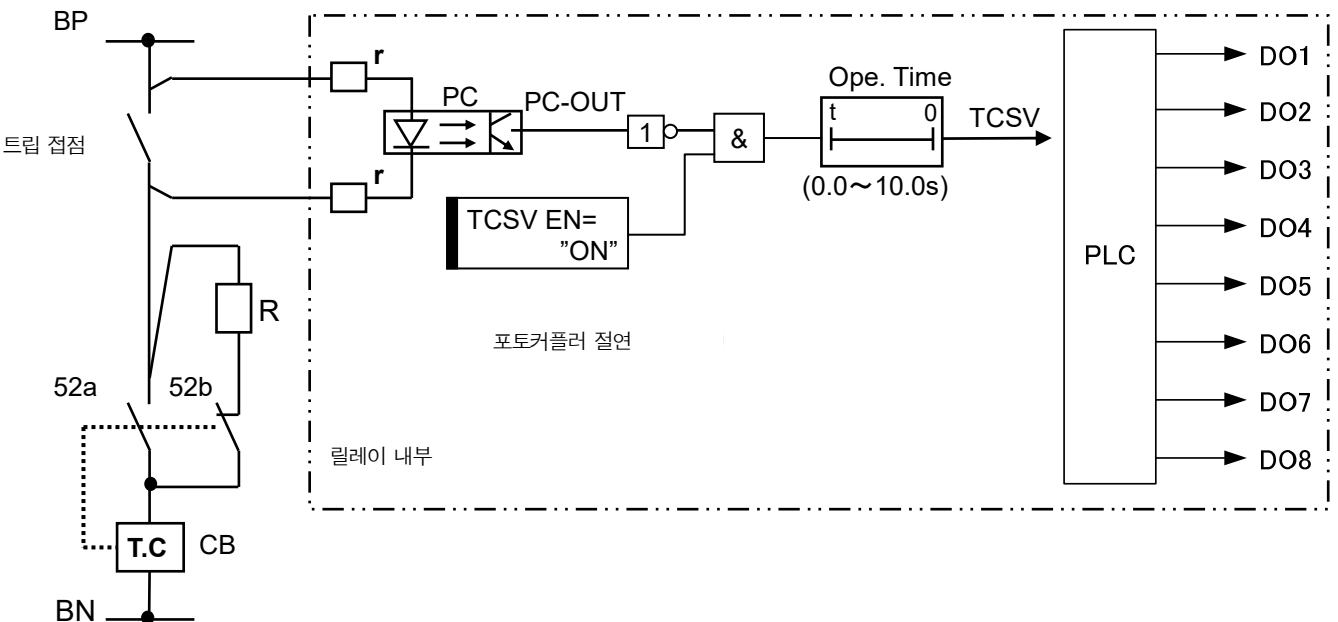 BP
트립 접점
52a
52b
R
T.C
CB
BN
r
r
PC
PC-OUT
1
&
TCSV EN=
"ON"
Ope. Time
t
0
(0.0~10.0s)
TCSV
포토커플러 절연
릴레이 내부
PLC
DO1
DO2
DO3
DO4
DO5
DO6
DO7
DO8